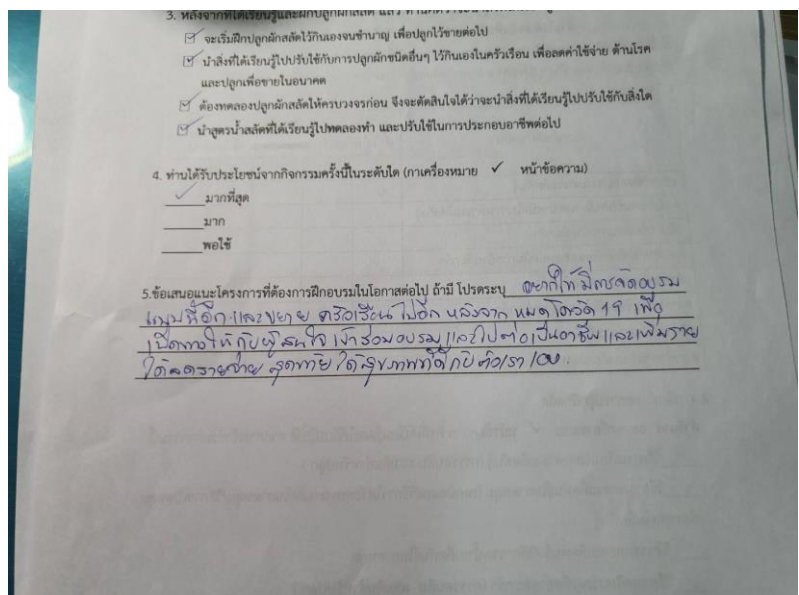 3. หลังจากที่ได้เรียนรู้และฝึกปลูกผักสลัด แล้ว
จะเริ่มฝึกปลูกผักสลัดไว้กินเองจนชำนาญ เพื่อปลูกไว้ขายต่อไป
นำสิ่งที่ได้เรียนรู้ไปปรับใช้กับการปลูกผักชนิดอื่นๆ ไว้กินเองในครัวเรือน เพื่อลดค่าใช้จ่าย ต้านโรค
และปลูกเพื่อขายในอนาคต
ต้องทดลองปลูกผักสลัดให้ครบวงจรก่อน จึงจะตัดสินใจได้ว่าจะนำสิ่งที่ได้เรียนรู้ไปปรับใช้กับสิ่งใด
นำสูตรน้ำสลัดที่ได้เรียนรู้ไปทดลองทำ และปรับใช้ในการประกอบอาชีพต่อไป
4. ท่านได้รับประโยชน์จากกิจกรรมครั้งนี้ในระดับใด (กาเครื่องหมาย ✓ หน้าข้อความ)
✓ มากที่สุด
มาก
พอใช้
5.ข้อเสนอแนะโครงการที่ต้องการฝึกอบรมในโอกาสต่อไป ถ้ามี โปรดระบุ อยากให้มีการจัดอบรม
แบบนี้อีก และขยาย เครือเรือน ไปอีก หลังจาก หมดโควิด 19 เพื่อ
เปิดทางให้กับผู้สนใจ เข้าร่วมอบรม และไปต่อเป็นอาชีพ และเพิ่มราย
ได้ลดรายจ่าย สุดท้าย ได้สุขภาพที่ดีกับตัวเราเอง